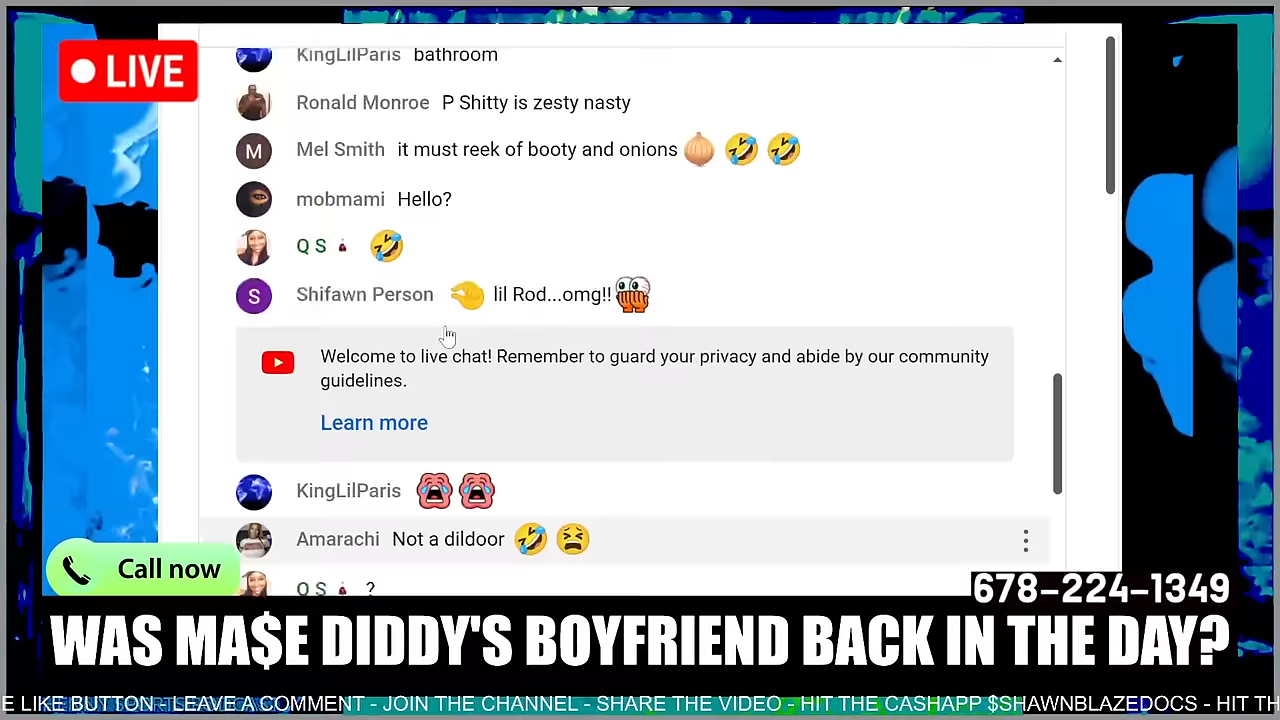 LIVE
KingLilParis bathroom
Ronald Monroe P Shitty is zesty nasty
M Mel Smith it must reek of booty and onions 🧅 🤣 🤣
mobmami Hello?
Q S 🤣
S Shifawn Person 🤏 lil Rod...omg!!
Welcome to live chat! Remember to guard your privacy and abide by our community
guidelines.
Learn more
KingLilParis
Amarachi Not a dildoor 🤣 😫
Q S ?
Call now
678-224-1349
WAS MA$E DIDDY'S BOYFRIEND BACK IN THE DAY?
E LIKE BUTTON - LEAVE A COMMENT - JOIN THE CHANNEL - SHARE THE VIDEO - HIT THE CASHAPP $SHAWNBLAZEDOCS - HIT TH